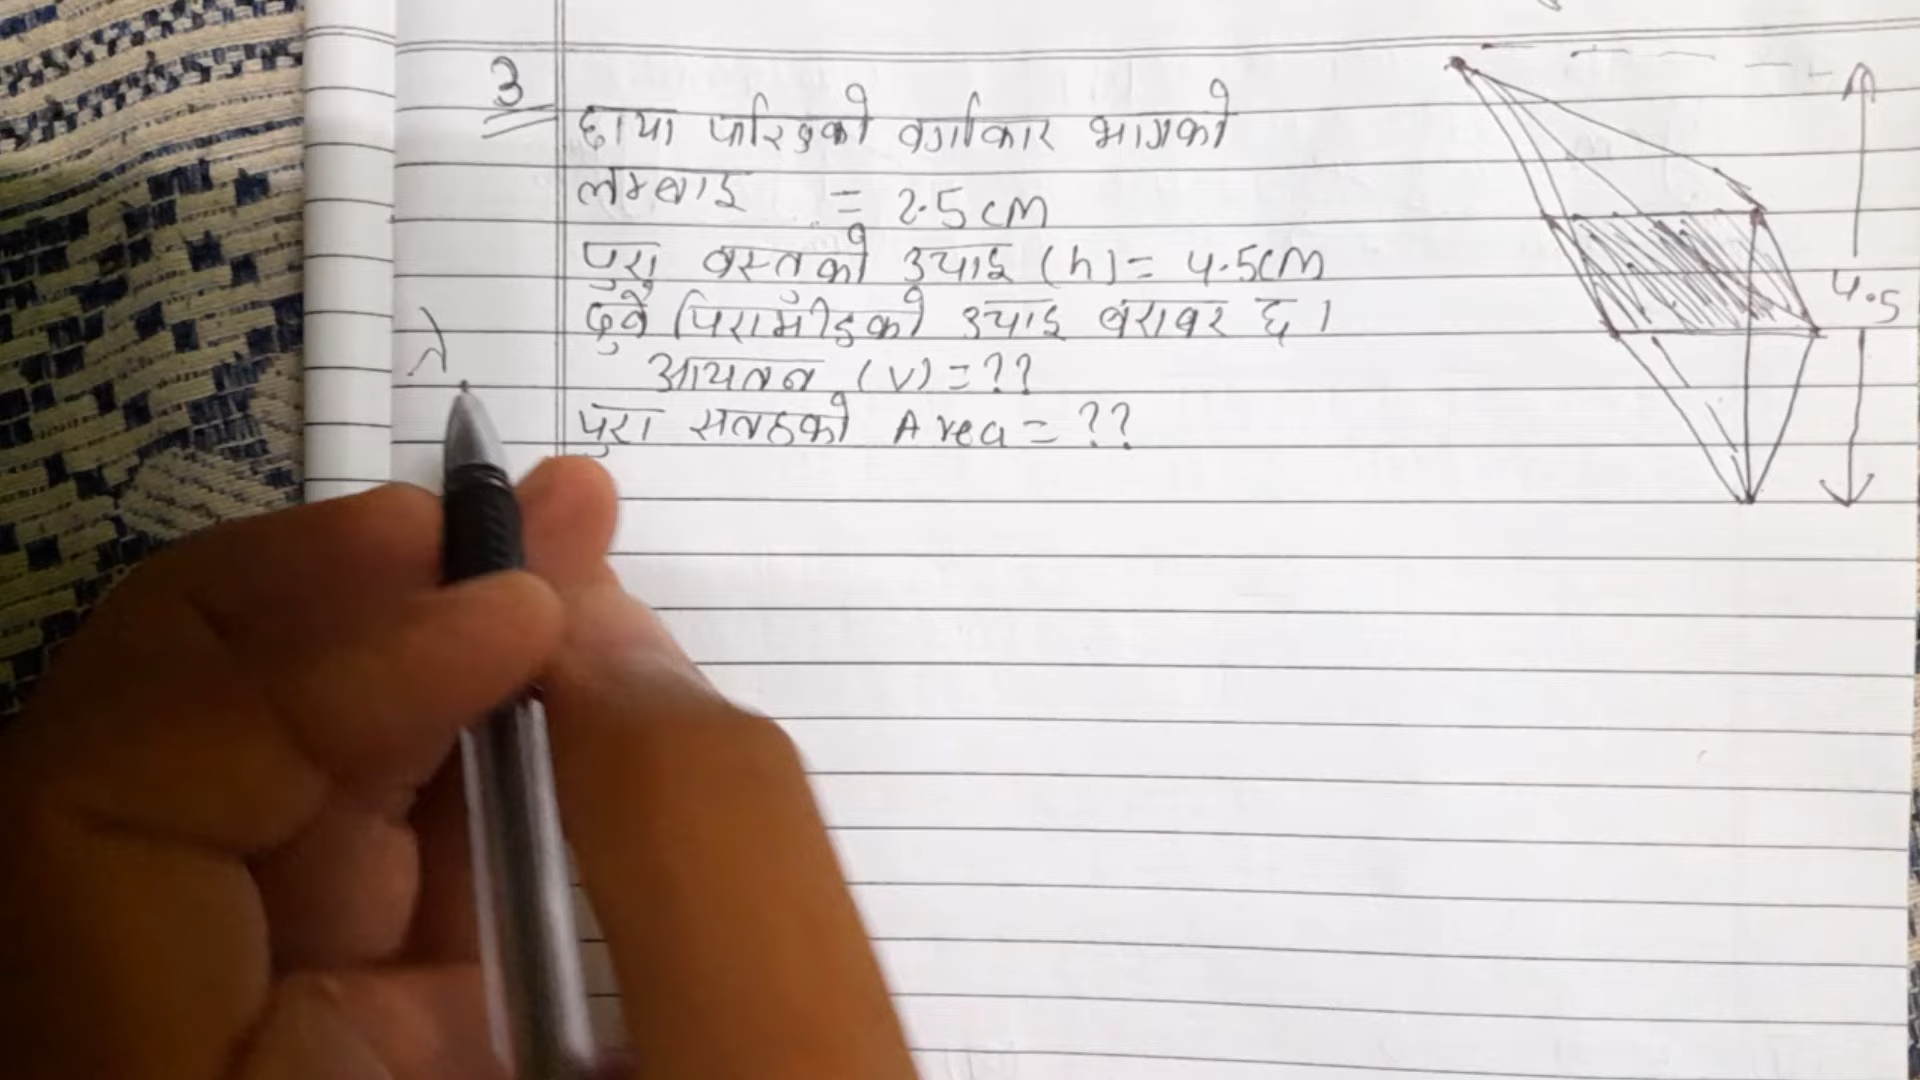 3
छाया पारिएको वर्गाकार भागको
लम्बाइ = 2.5 cm
पुरा वस्तुको उचाइ (h) = 4.5cm
दुवै पिरामीडको उचाइ बराबर छ।
आयतन (V) = ??
पुरा सतहको Area = ??
4.5